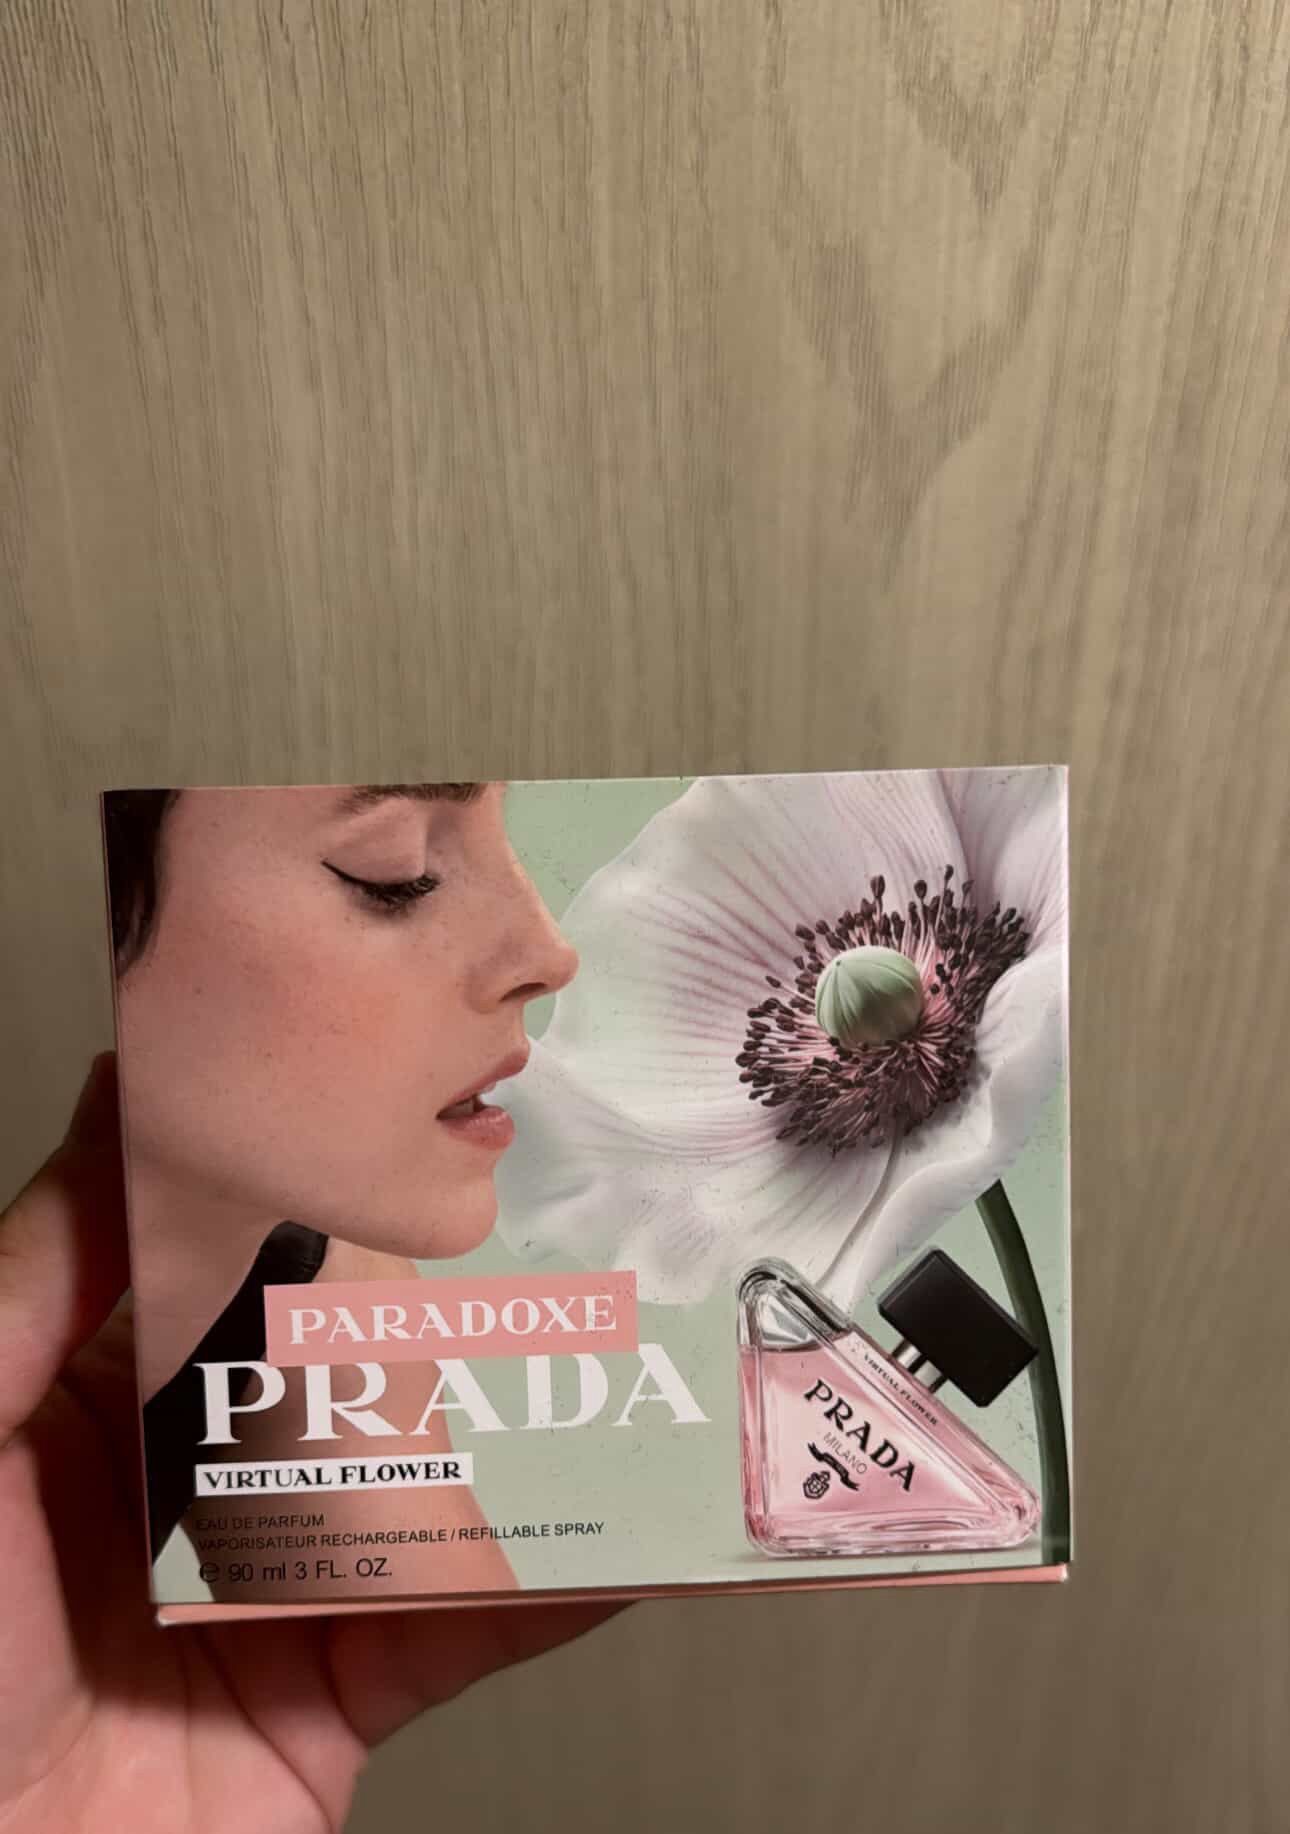 PARADOXE
PRADA
VIRTUAL FLOWER
EAU DE PARFUM
VAPORISATEUR RECHARGEABLE / REFILLABLE SPRAY
℮ 90 ml 3 FL. OZ.
VIRTUAL FLOWER
PRADA
MILANO